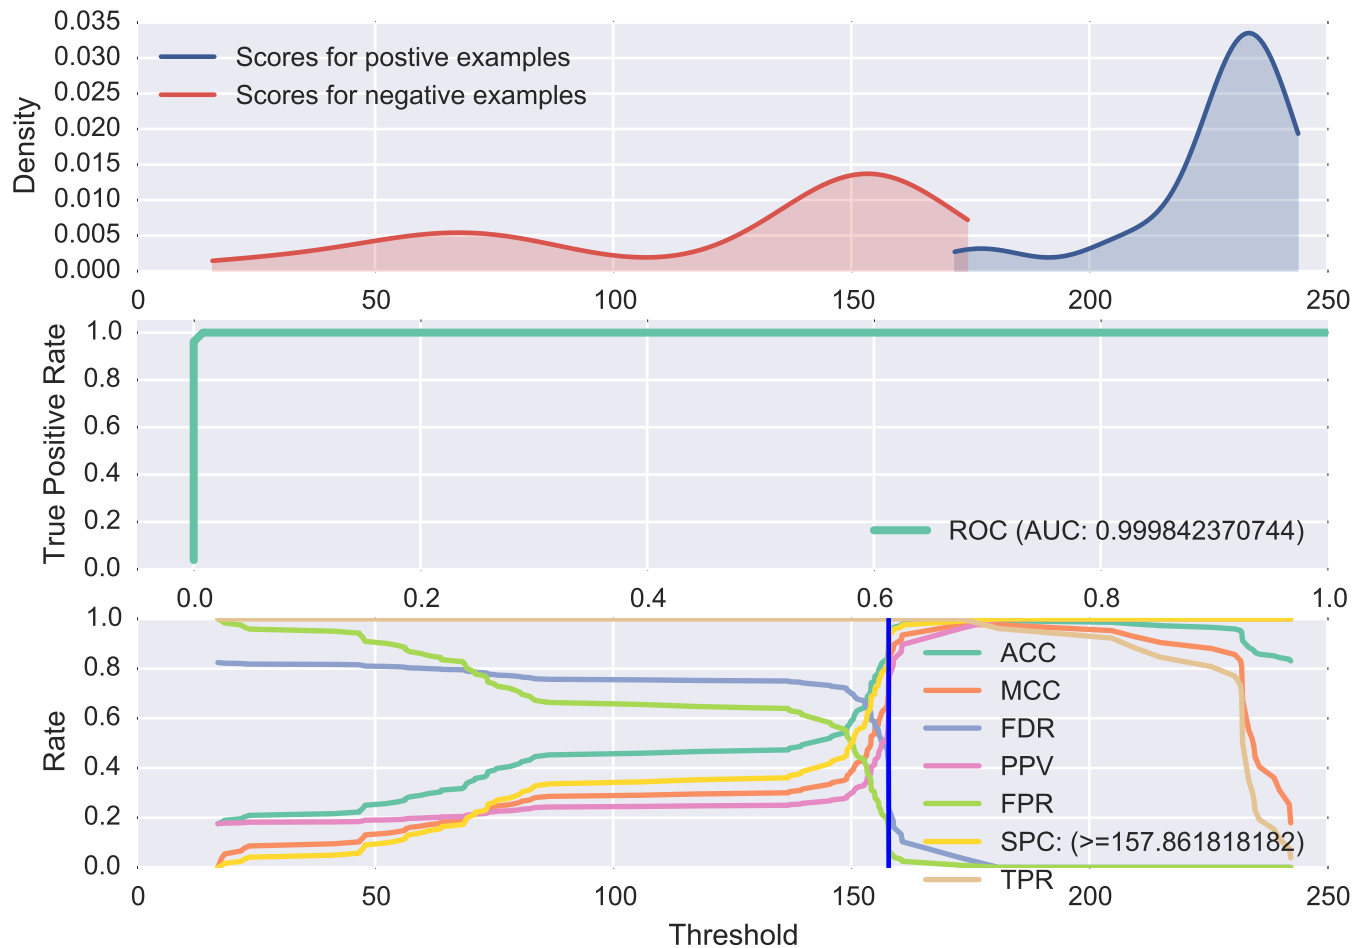 0.035
0.030
0.025
0.020
0.015
0.010
0.005
0.000
Density
Scores for postive examples
Scores for negative examples
0 50 100 150 200 250
1.0
0.8
0.6
0.4
0.2
0.0
True Positive Rate
ROC (AUC: 0.999842370744)
0.0 0.2 0.4 0.6 0.8 1.0
1.0
0.8
0.6
0.4
0.2
0.0
Rate
ACC
MCC
FDR
PPV
FPR
SPC: (>=157.861818182)
TPR
0 50 100 150 200 250
Threshold